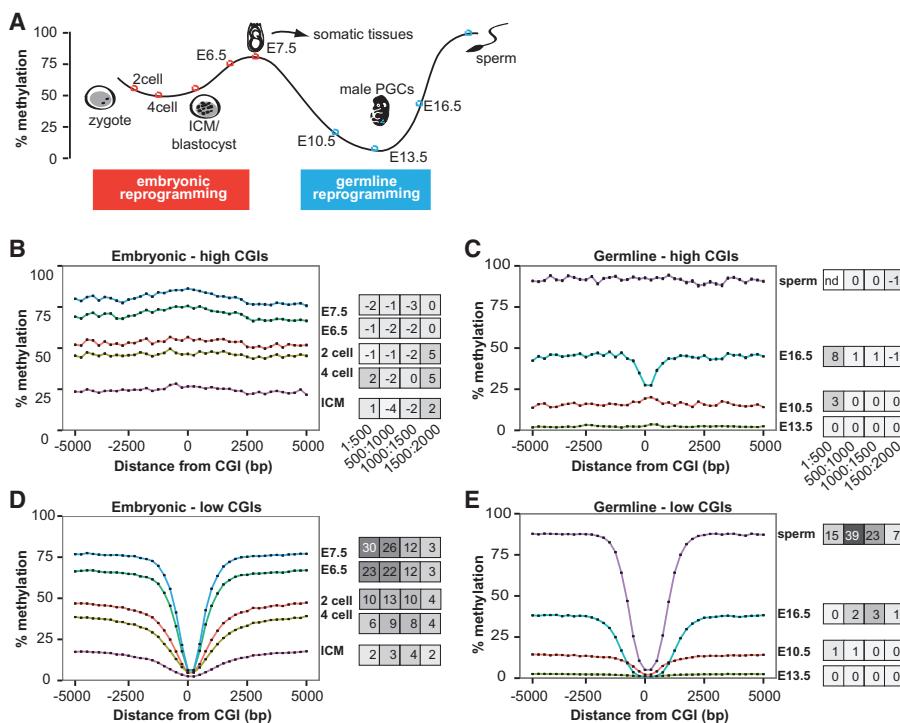 A
100
75
50
25
0
% methylation
zygote
2cell
4cell
ICM/
blastocyst
E6.5
E7.5
somatic tissues
E10.5
male PGCs
E13.5
E16.5
sperm
embryonic
reprogramming
germline
reprogramming
B
Embryonic - high CGIs
100
75
50
25
0
% methylation
-5000 -2500 0 2500 5000
Distance from CGI (bp)
E7.5 -2 -1 -3 0
E6.5 -1 -2 -2 0
2 cell -1 -1 -2 5
4 cell 2 -2 0 5
ICM 1 -4 -2 2
1:500
500:1000
1000:1500
1500:2000
C
Germline - high CGIs
100
75
50
25
0
% methylation
-5000 -2500 0 2500 5000
Distance from CGI (bp)
sperm nd 0 0 -1
E16.5 8 1 1 -1
E10.5 3 0 0 0
E13.5 0 0 0 0
1:500
500:1000
1000:1500
1500:2000
D
Embryonic - low CGIs
100
75
50
25
0
% methylation
-5000 -2500 0 2500 5000
Distance from CGI (bp)
E7.5 30 26 12 3
E6.5 23 22 12 3
2 cell 10 13 10 4
4 cell 6 9 8 4
ICM 2 3 4 2
E
Germline - low CGIs
100
75
50
25
0
% methylation
-5000 -2500 0 2500 5000
Distance from CGI (bp)
sperm 15 39 23 7
E16.5 0 2 3 1
E10.5 1 1 0 0
E13.5 0 0 0 0